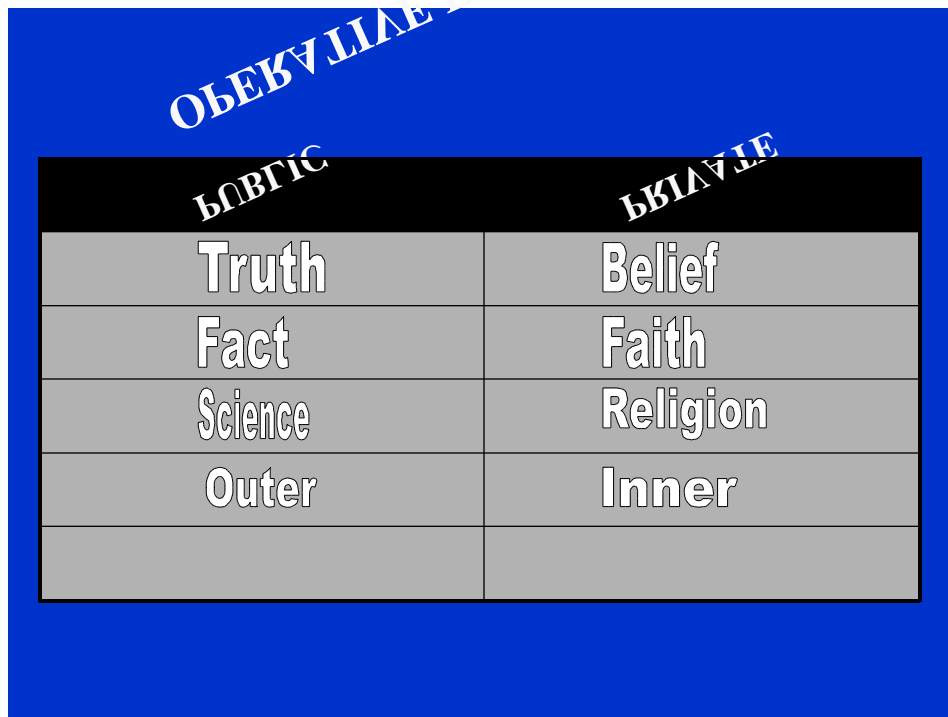 OPERATIVE
PUBLIC PRIVATE
Truth Belief
Fact Faith
Science Religion
Outer Inner